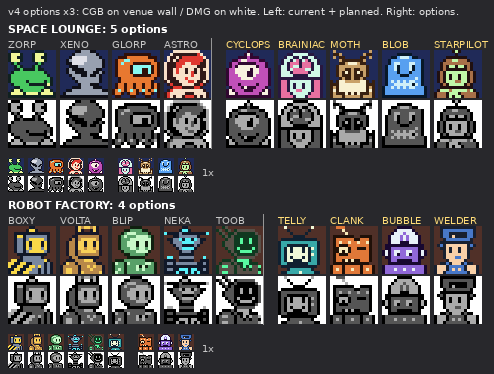 v4 options x3: CGB on venue wall / DMG on white. Left: current + planned. Right: options.
SPACE LOUNGE: 5 options
ZORP XENO GLORP ASTRO CYCLOPS BRAINIAC MOTH BLOB STARPILOT
1x
ROBOT FACTORY: 4 options
BOXY VOLTA BLIP NEKA TOOB TELLY CLANK BUBBLE WELDER
1x